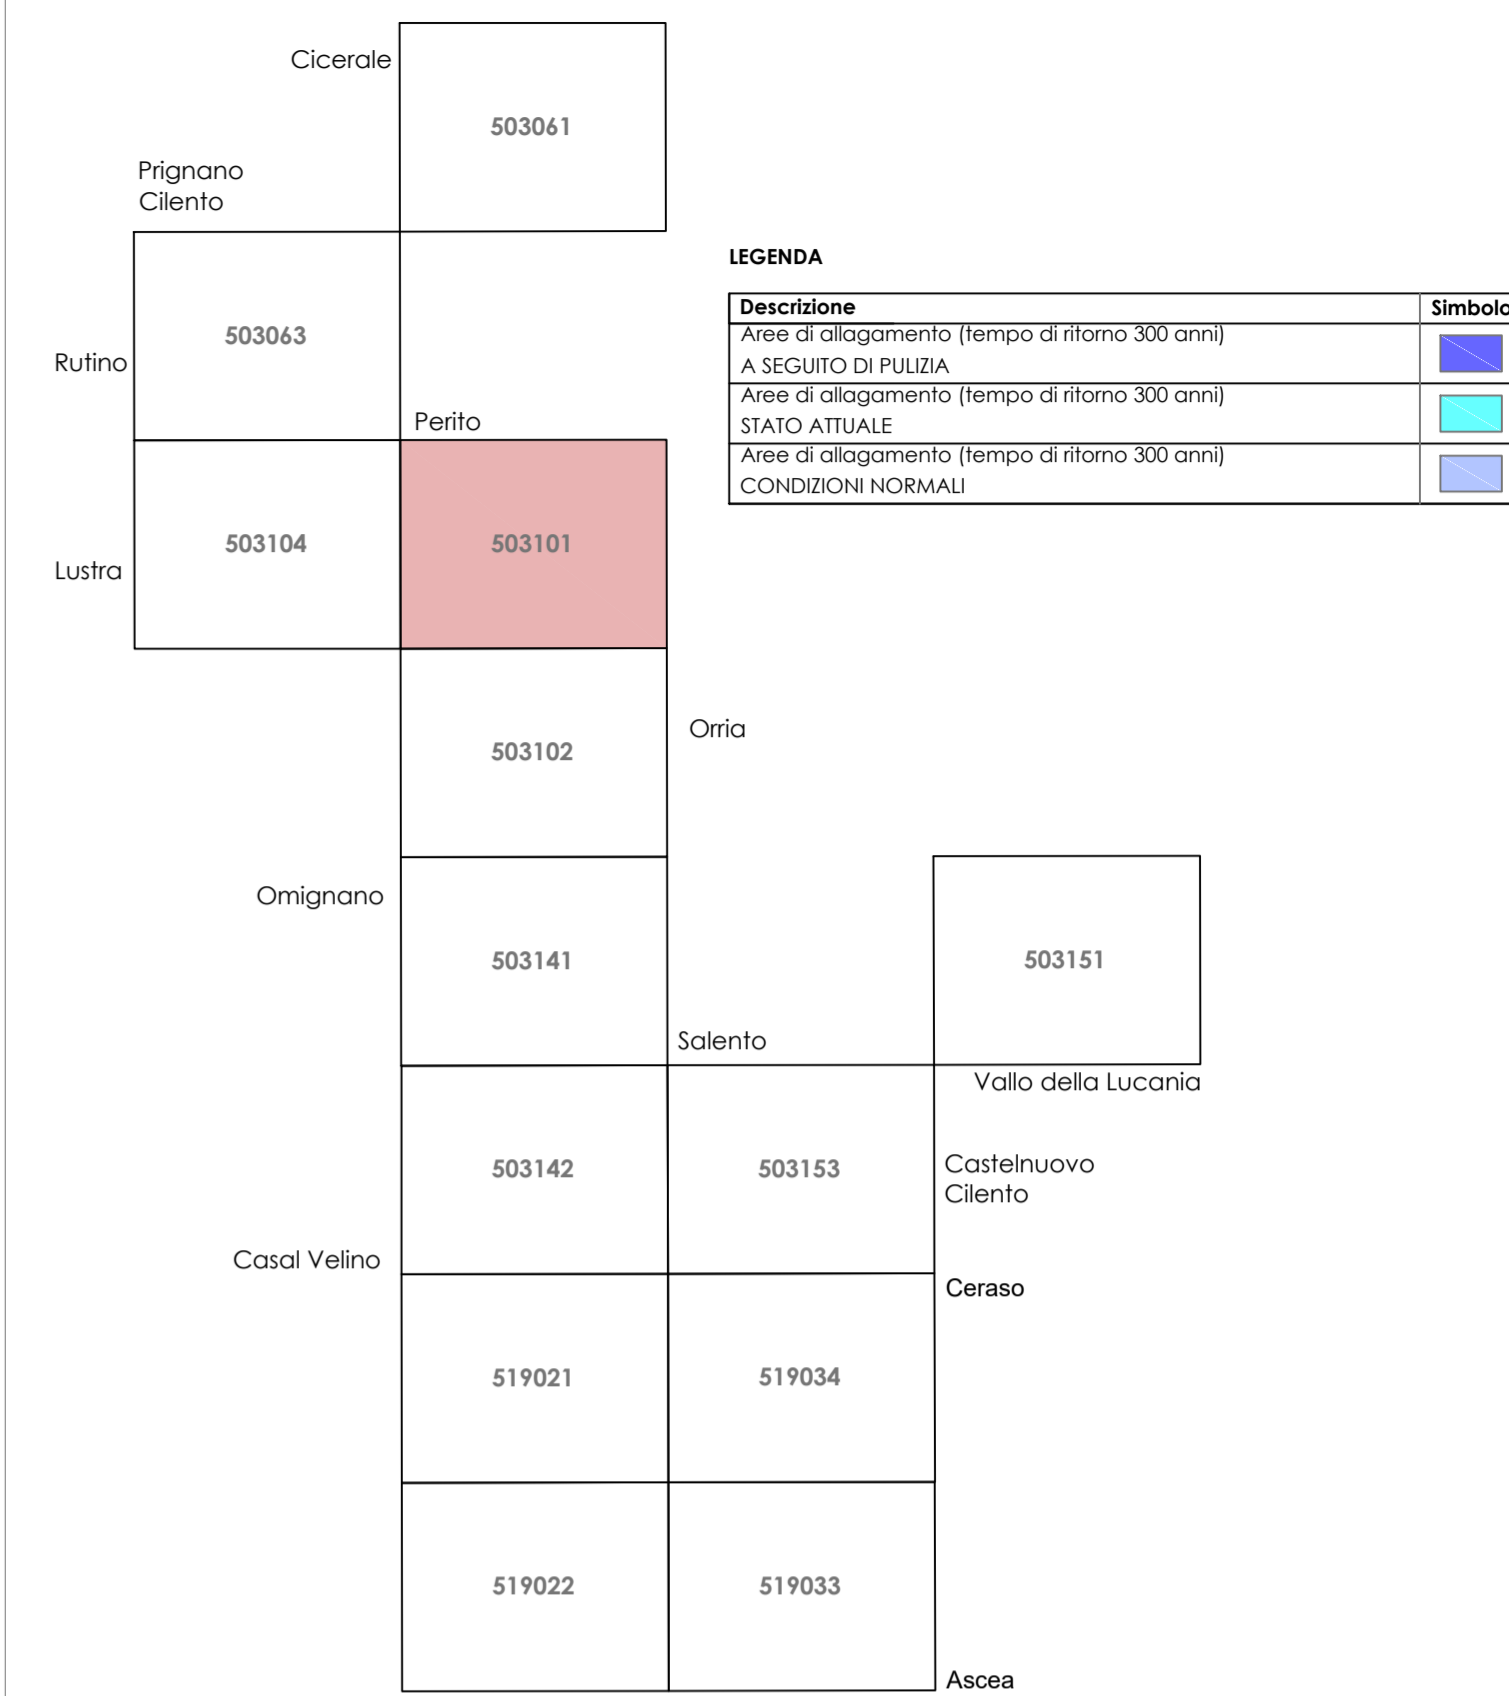 Cicerale
503061
Prignano
Cilento
LEGENDA
Descrizione Simbolo
Aree di allagamento (tempo di ritorno 300 anni)
A SEGUITO DI PULIZIA
Aree di allagamento (tempo di ritorno 300 anni)
STATO ATTUALE
Aree di allagamento (tempo di ritorno 300 anni)
CONDIZIONI NORMALI
503063
Rutino
Perito
503104
503101
Lustra
Orria
503102
Omignano
503141
503151
Salento
Vallo della Lucania
503142
503153
Castelnuovo
Cilento
Casal Velino
Ceraso
519021
519034
519022
519033
Ascea